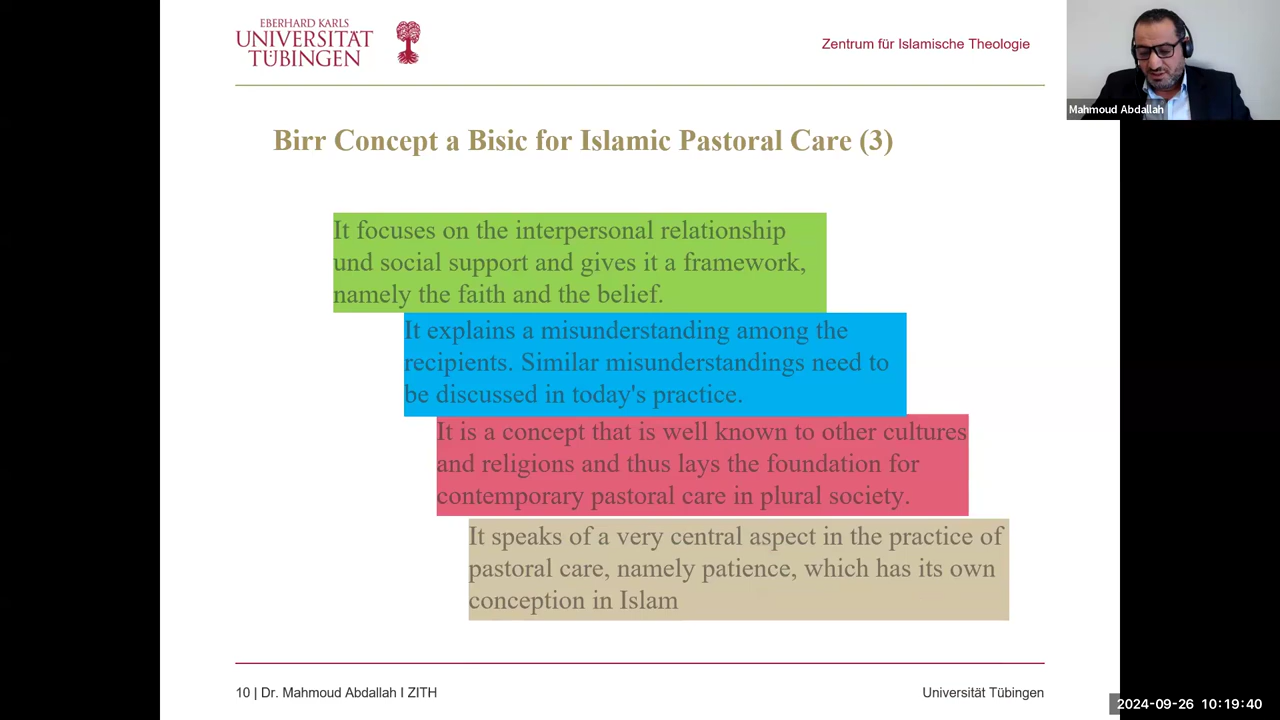 EBERHARD KARLS
UNIVERSITÄT
TÜBINGEN
Zentrum für Islamische Theologie
Mahmoud Abdallah
Birr Concept a Bisic for Islamic Pastoral Care (3)
It focuses on the interpersonal relationship
und social support and gives it a framework,
namely the faith and the belief.
It explains a misunderstanding among the
recipients. Similar misunderstandings need to
be discussed in today's practice.
It is a concept that is well known to other cultures
and religions and thus lays the foundation for
contemporary pastoral care in plural society.
It speaks of a very central aspect in the practice of
pastoral care, namely patience, which has its own
conception in Islam
10 | Dr. Mahmoud Abdallah I ZITH
Universität Tübingen
2024-09-26 10:19:40